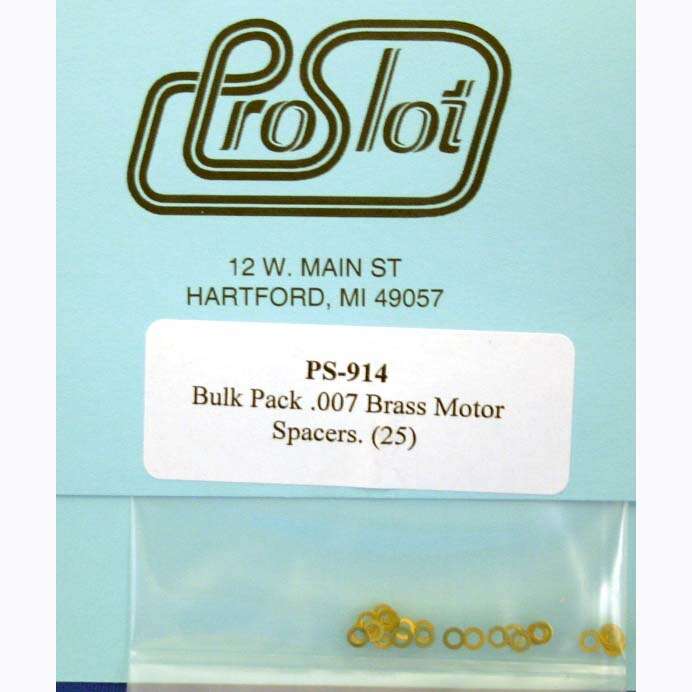 ProSlot
12 W. MAIN ST
HARTFORD, MI 49057
PS-914
Bulk Pack .007 Brass Motor
Spacers. (25)